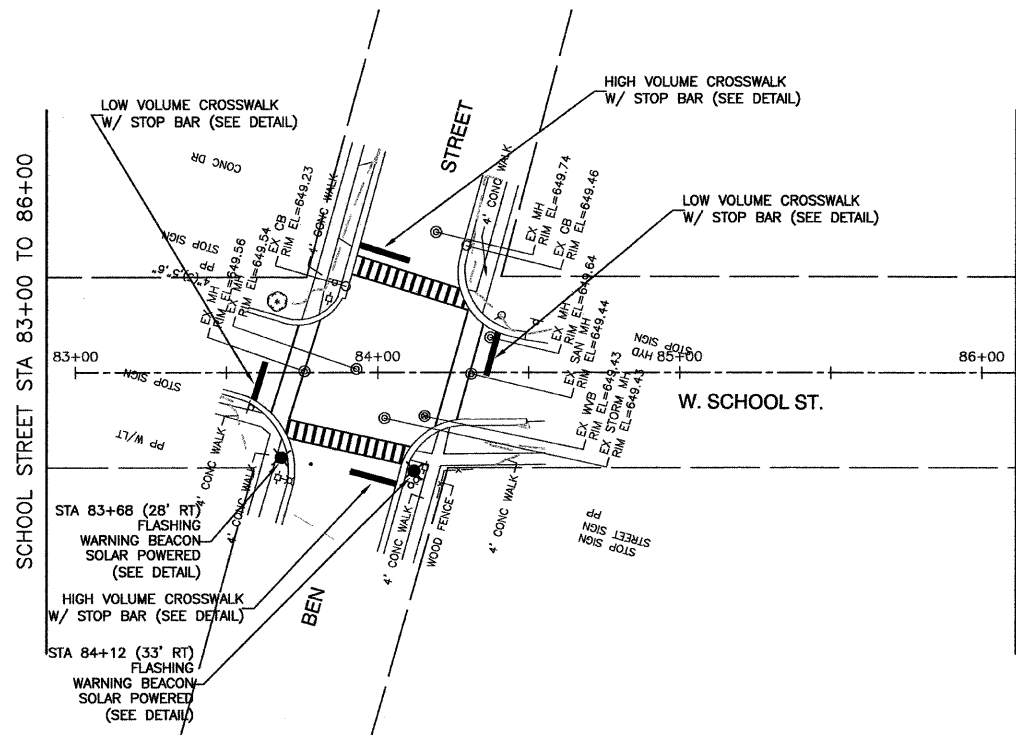 SCHOOL STREET STA 83+00 TO 86+00
LOW VOLUME CROSSWALK
W/ STOP BAR (SEE DETAIL)
STREET
HIGH VOLUME CROSSWALK
W/ STOP BAR (SEE DETAIL)
CONC DR
LOW VOLUME CROSSWALK
W/ STOP BAR (SEE DETAIL)
STOP SIGN
PP
4"(3)'5',6"
EX MH
RIM EL=649.56
EX MH
RIM EL=649.54
EX CB
RIM EL=649.23
4' CONC WALK
4' CONC WALK
EX MH
RIM EL=649.74
EX CB
RIM EL=649.46
EX MH
RIM EL=649.64
EX SAN MH
RIM EL=649.44
HYD
STOP SIGN
EX WVB
RIM EL=649.43
EX STORM MH
RIM EL=649.43
83+00
84+00
85+00
86+00
W. SCHOOL ST.
STOP SIGN
PP W/LT
4' CONC WALK
4' CONC WALK
4' CONC WALK
WOOD FENCE
4' CONC WALK
STOP SIGN
STREET SIGN
PP
STA 83+68 (28' RT)
FLASHING
WARNING BEACON
SOLAR POWERED
(SEE DETAIL)
HIGH VOLUME CROSSWALK
W/ STOP BAR (SEE DETAIL)
BEN
STA 84+12 (33' RT)
FLASHING
WARNING BEACON
SOLAR POWERED
(SEE DETAIL)